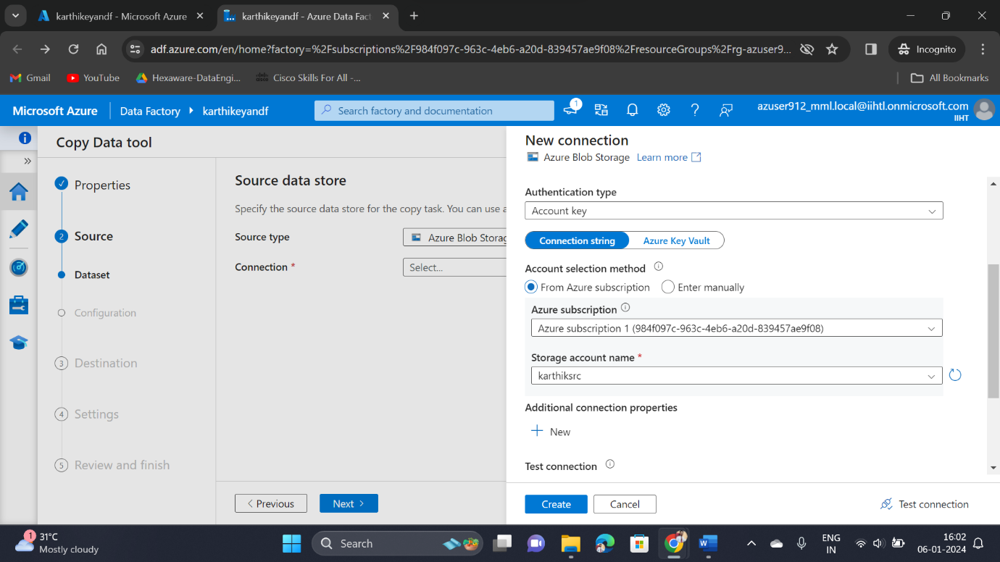 karthikeyandf - Microsoft Azure
karthikeyandf - Azure Data Fact
adf.azure.com/en/home?factory=%2Fsubscriptions%2F984f097c-963c-4eb6-a20d-839457ae9f08%2FresourceGroups%2Frg-azuser9...
Incognito
Gmail
YouTube
Hexaware-DataEngi...
Cisco Skills For All -...
All Bookmarks
Microsoft Azure
Data Factory
karthikeyandf
Search factory and documentation
1
azuser912_mml.local@iihtl.onmicrosoft.com
IIHT
Copy Data tool
Properties
2 Source
Dataset
Configuration
3 Destination
4 Settings
5 Review and finish
Source data store
Specify the source data store for the copy task. You can use a
Source type
Azure Blob Storag
Connection *
Select...
< Previous
Next >
New connection
Azure Blob Storage Learn more
Authentication type
Account key
Connection string
Azure Key Vault
Account selection method
From Azure subscription
Enter manually
Azure subscription
Azure subscription 1 (984f097c-963c-4eb6-a20d-839457ae9f08)
Storage account name *
karthiksrc
Additional connection properties
+ New
Test connection
Create
Cancel
Test connection
1
31°C
Mostly cloudy
Search
ENG
IN
16:02
06-01-2024